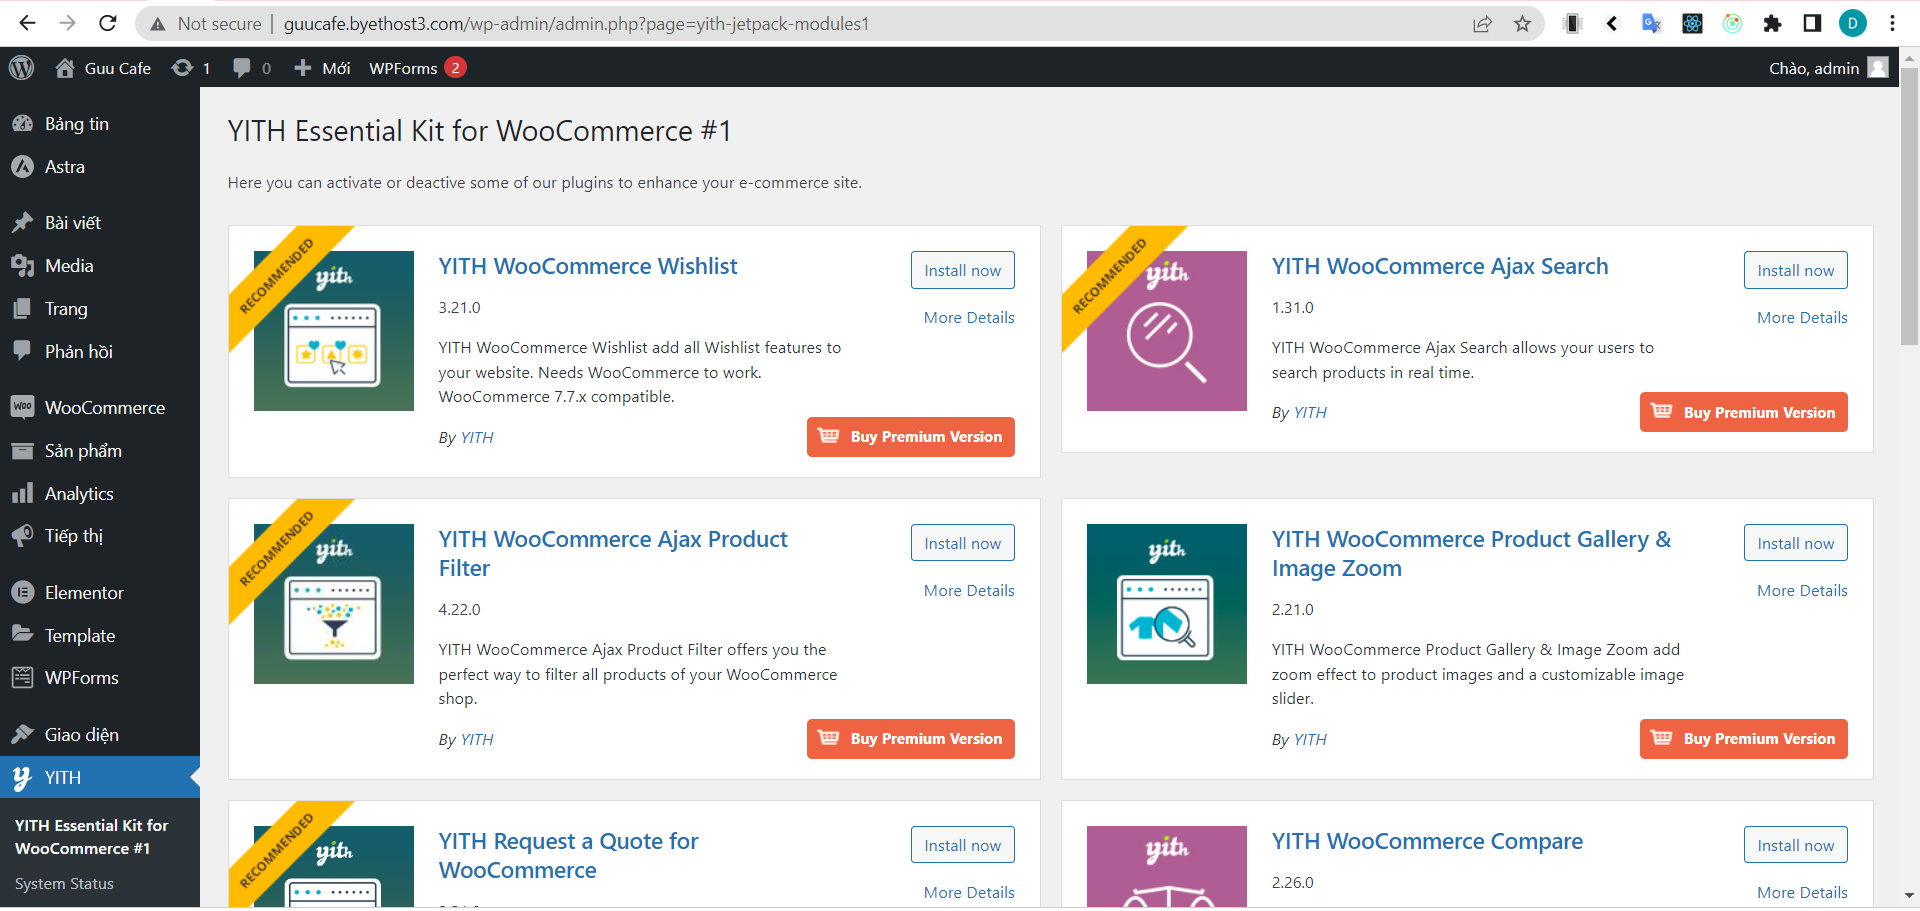 Not secure
guucafe.byethost3.com/wp-admin/admin.php?page=yith-jetpack-modules1
D
Guu Cafe
1
0
Mới
WPForms
2
Chào, admin
Bảng tin
Astra
Bài viết
Media
Trang
Phản hồi
Woo
WooCommerce
Sản phẩm
Analytics
Tiếp thị
Elementor
Template
WPForms
Giao diện
YITH
YITH Essential Kit for
WooCommerce #1
System Status
YITH Essential Kit for WooCommerce #1
Here you can activate or deactive some of our plugins to enhance your e-commerce site.
RECOMMENDED
yith
YITH WooCommerce Wishlist
3.21.0
YITH WooCommerce Wishlist add all Wishlist features to
your website. Needs WooCommerce to work.
WooCommerce 7.7.x compatible.
By YITH
Install now
More Details
Buy Premium Version
RECOMMENDED
yith
YITH WooCommerce Ajax Search
1.31.0
YITH WooCommerce Ajax Search allows your users to
search products in real time.
By YITH
Install now
More Details
Buy Premium Version
RECOMMENDED
yith
YITH WooCommerce Ajax Product
Filter
4.22.0
YITH WooCommerce Ajax Product Filter offers you the
perfect way to filter all products of your WooCommerce
shop.
By YITH
Install now
More Details
Buy Premium Version
yith
YITH WooCommerce Product Gallery &
Image Zoom
2.21.0
YITH WooCommerce Product Gallery & Image Zoom add
zoom effect to product images and a customizable image
slider.
By YITH
Install now
More Details
Buy Premium Version
RECOMMENDED
yith
YITH Request a Quote for
WooCommerce
Install now
More Details
yith
YITH WooCommerce Compare
2.26.0
Install now
More Details